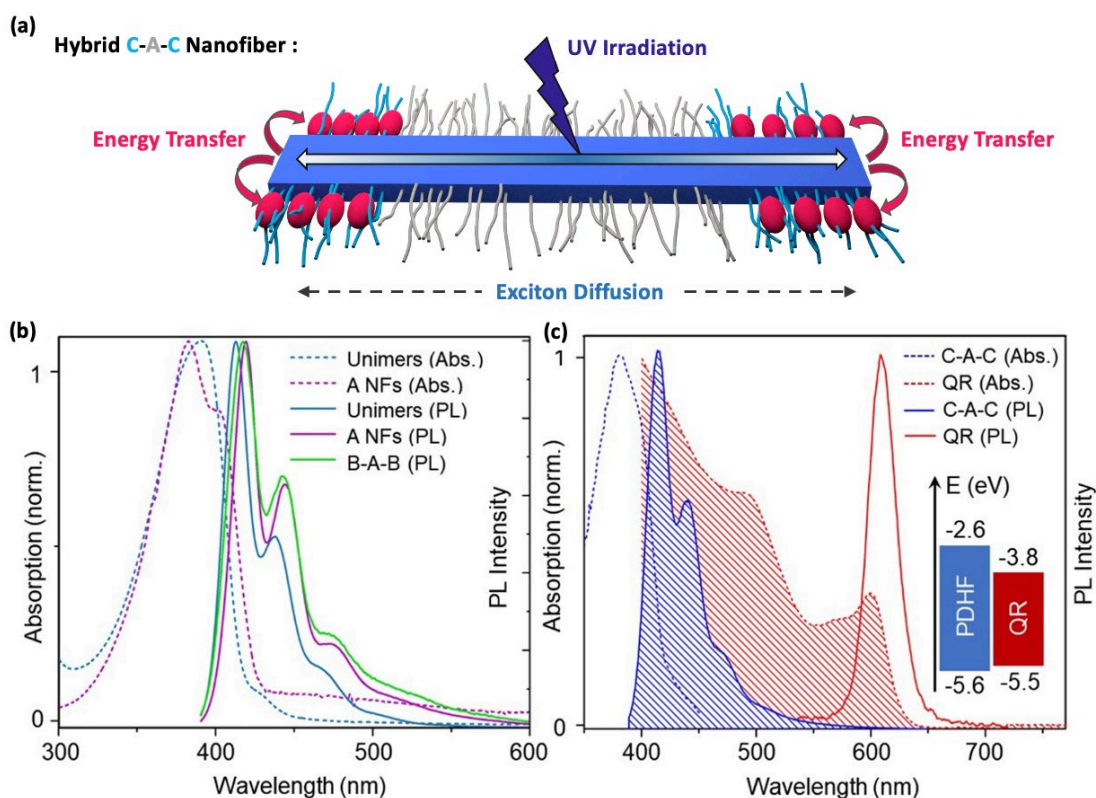 (a)
Hybrid C-A-C Nanofiber :
UV Irradiation
Energy Transfer
Energy Transfer
Exciton Diffusion
(b)
Unimers (Abs.)
A NFs (Abs.)
Unimers (PL)
A NFs (PL)
B-A-B (PL)
Absorption (norm.)
PL Intensity
1
0
300 400 500 600
Wavelength (nm)
(c)
C-A-C (Abs.)
QR (Abs.)
C-A-C (PL)
QR (PL)
E (eV)
-2.6
-3.8
PDHF
QR
-5.6
-5.5
Absorption (norm.)
PL Intensity
1
0
400 500 600 700
Wavelength (nm)